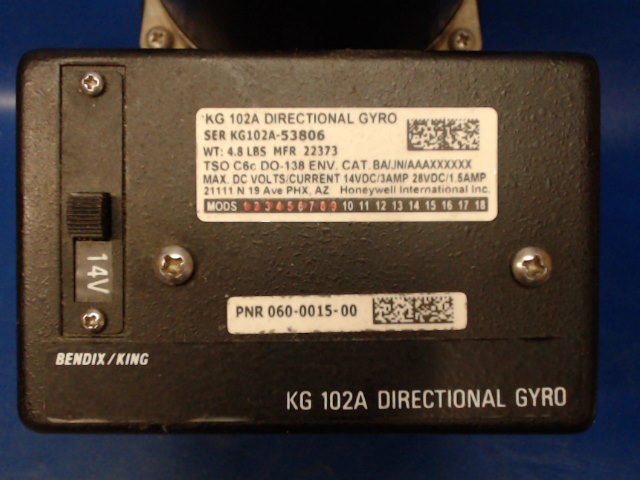 KG 102A DIRECTIONAL GYRO
SER KG102A-53806
WT: 4.8 LBS MFR 22373
TSO C6c DO-138 ENV. CAT. BA/JN/AAAXXXXXX
MAX. DC VOLTS/CURRENT 14VDC/3AMP 28VDC/1.5AMP
21111 N 19 Ave PHX, AZ Honeywell International Inc.
MODS 1 2 3 4 5 6 7 8 9 10 11 12 13 14 15 16 17 18
14V
PNR 060-0015-00
BENDIX/KING
KG 102A DIRECTIONAL GYRO